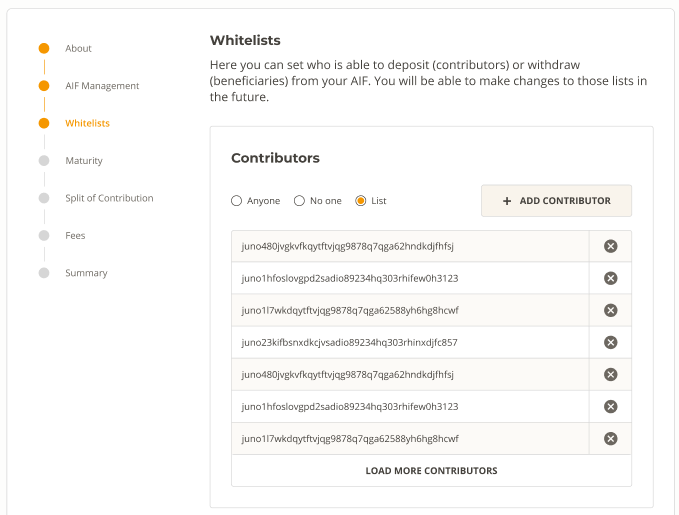 About
AIF Management
Whitelists
Maturity
Split of Contribution
Fees
Summary
Whitelists
Here you can set who is able to deposit (contributors) or withdraw
(beneficiaries) from your AIF. You will be able to make changes to those lists in
the future.
Contributors
Anyone No one List
+ ADD CONTRIBUTOR
juno480jvgkvfkqytftvjqg9878q7qga62hndkdjfhfsj
juno1hfoslovgpd2sadio89234hq303rhifew0h3123
juno1l7wkdqytftvjqg9878q7qga62588yh6hg8hcwf
juno23kifbsnxdkcjvsadio89234hq303rhinxdjfc857
juno480jvgkvfkqytftvjqg9878q7qga62hndkdjfhfsj
juno1hfoslovgpd2sadio89234hq303rhifew0h3123
juno1l7wkdqytftvjqg9878q7qga62588yh6hg8hcwf
LOAD MORE CONTRIBUTORS